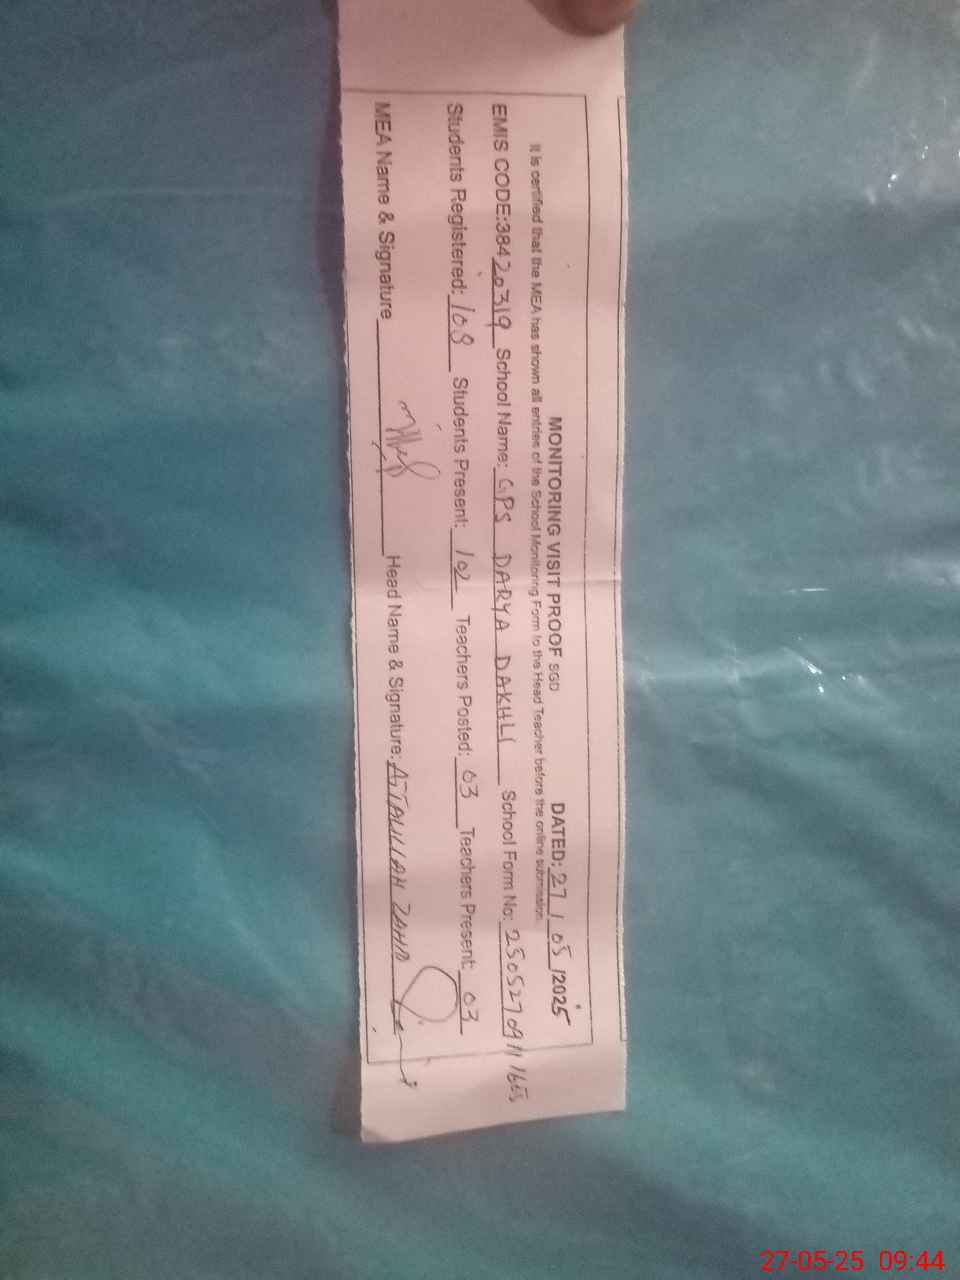 MONITORING VISIT PROOF SGD DATED: 27 / 05 /2025
It is certified that the MEA has shown all entries of the School Monitoring Form to the Head Teacher before the online submission.
EMIS CODE:38420319 School Name: GPS DARYA DAKHLI School Form No: 250527091116
Students Registered: 108 Students Present: 102 Teachers Posted: 03 Teachers Present: 03
MEA Name & Signature Head Name & Signature: ATTAULLAH ZAHID
27-05-25 09:44